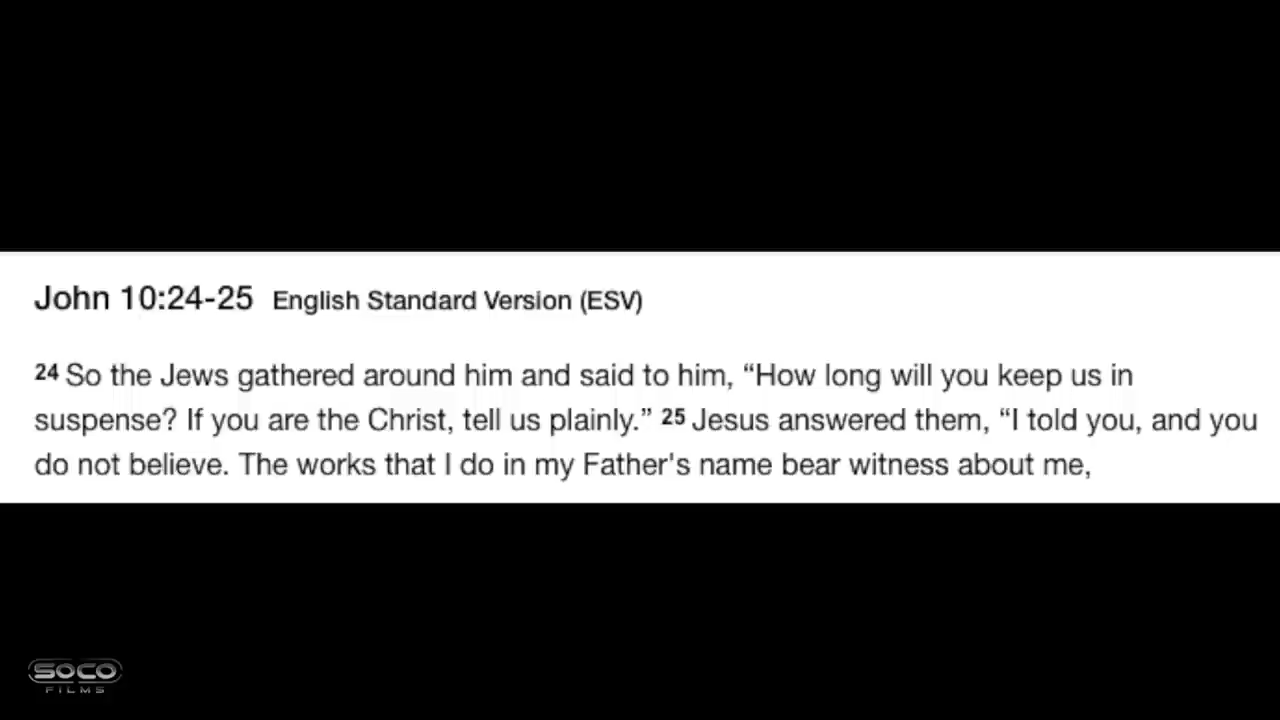 John 10:24-25 English Standard Version (ESV)
24 So the Jews gathered around him and said to him, “How long will you keep us in
suspense? If you are the Christ, tell us plainly.” 25 Jesus answered them, “I told you, and you
do not believe. The works that I do in my Father's name bear witness about me,
SOCO
FILMS